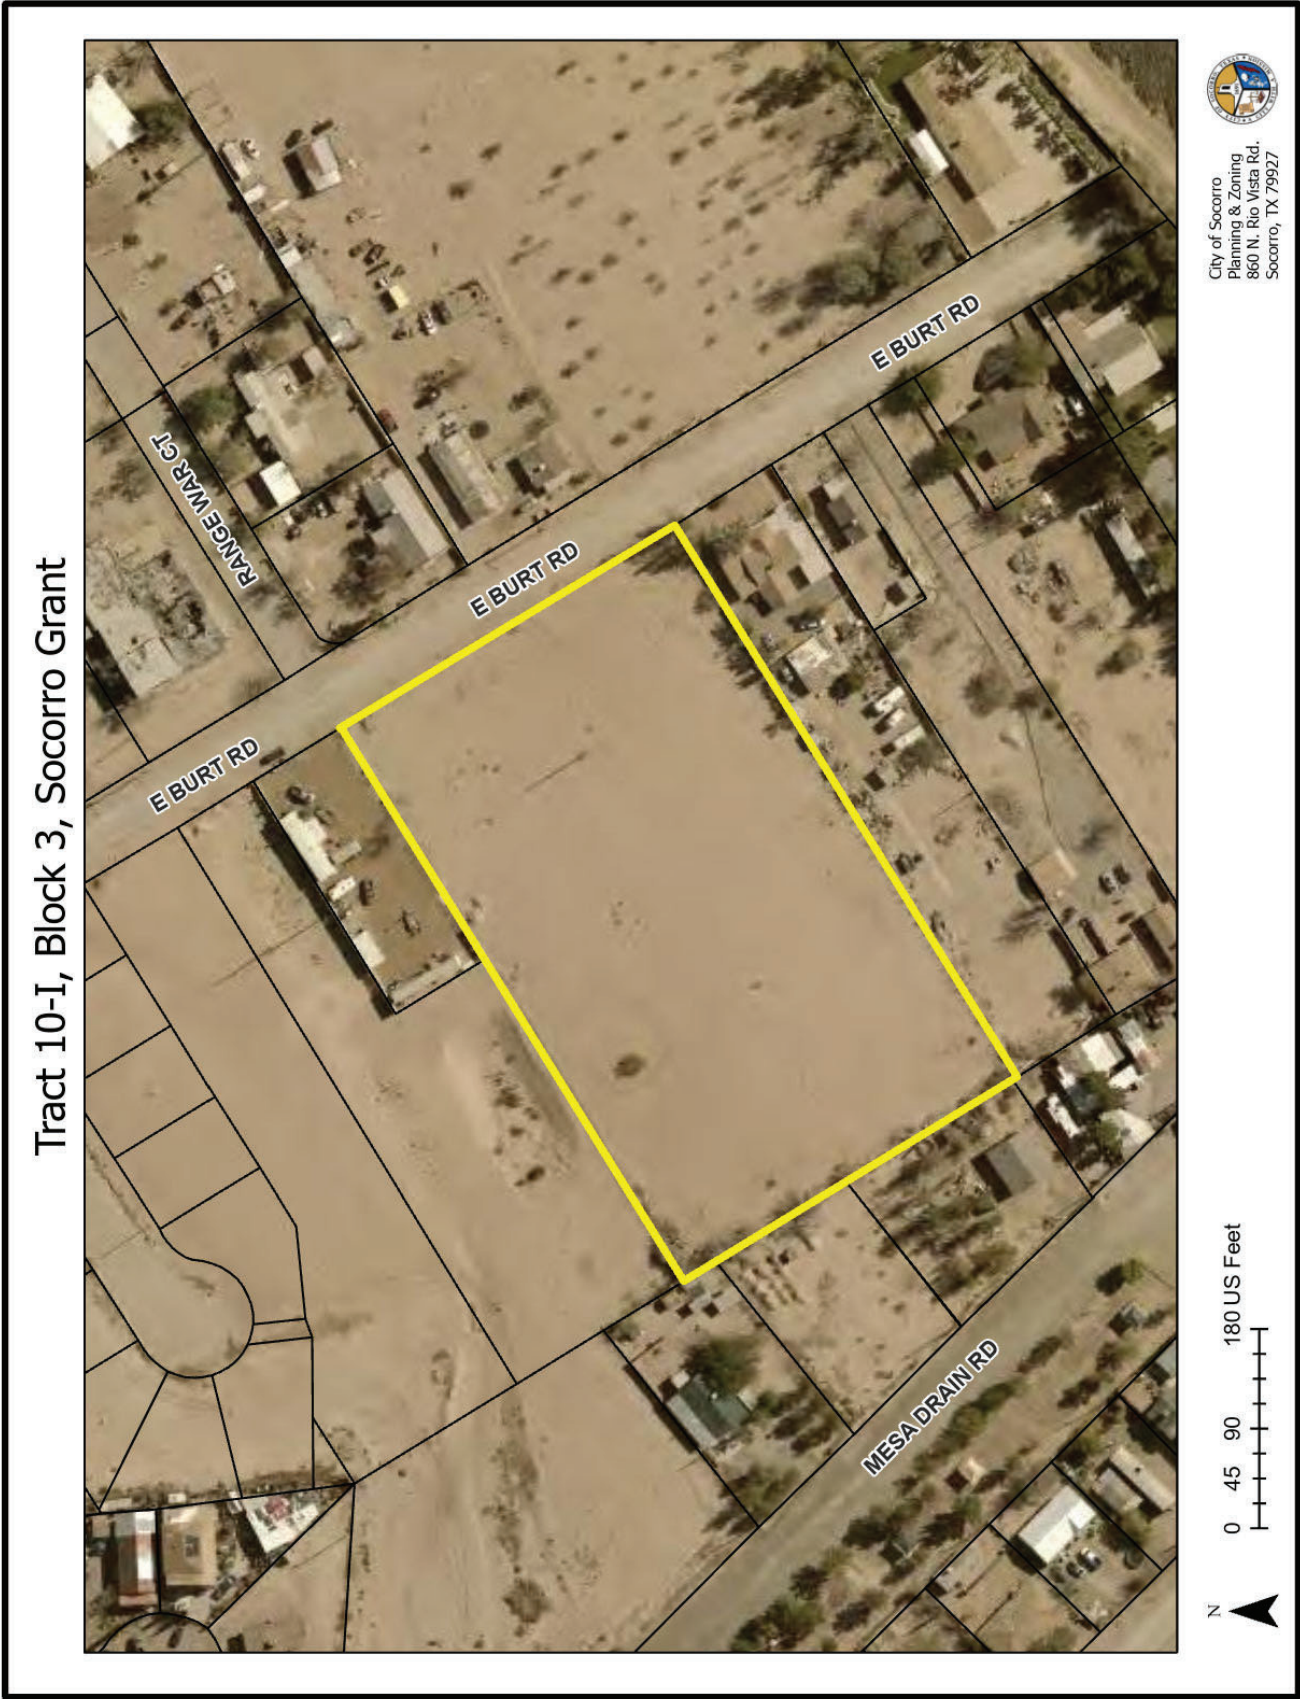 Tract 10-I, Block 3, Socorro Grant
RANGE WAR CT
E BURT RD
E BURT RD
E BURT RD
MESA DRAIN RD
N
0 45 90 180 US Feet
City of Socorro
Planning & Zoning
860 N. Rio Vista Rd.
Socorro, TX 79927